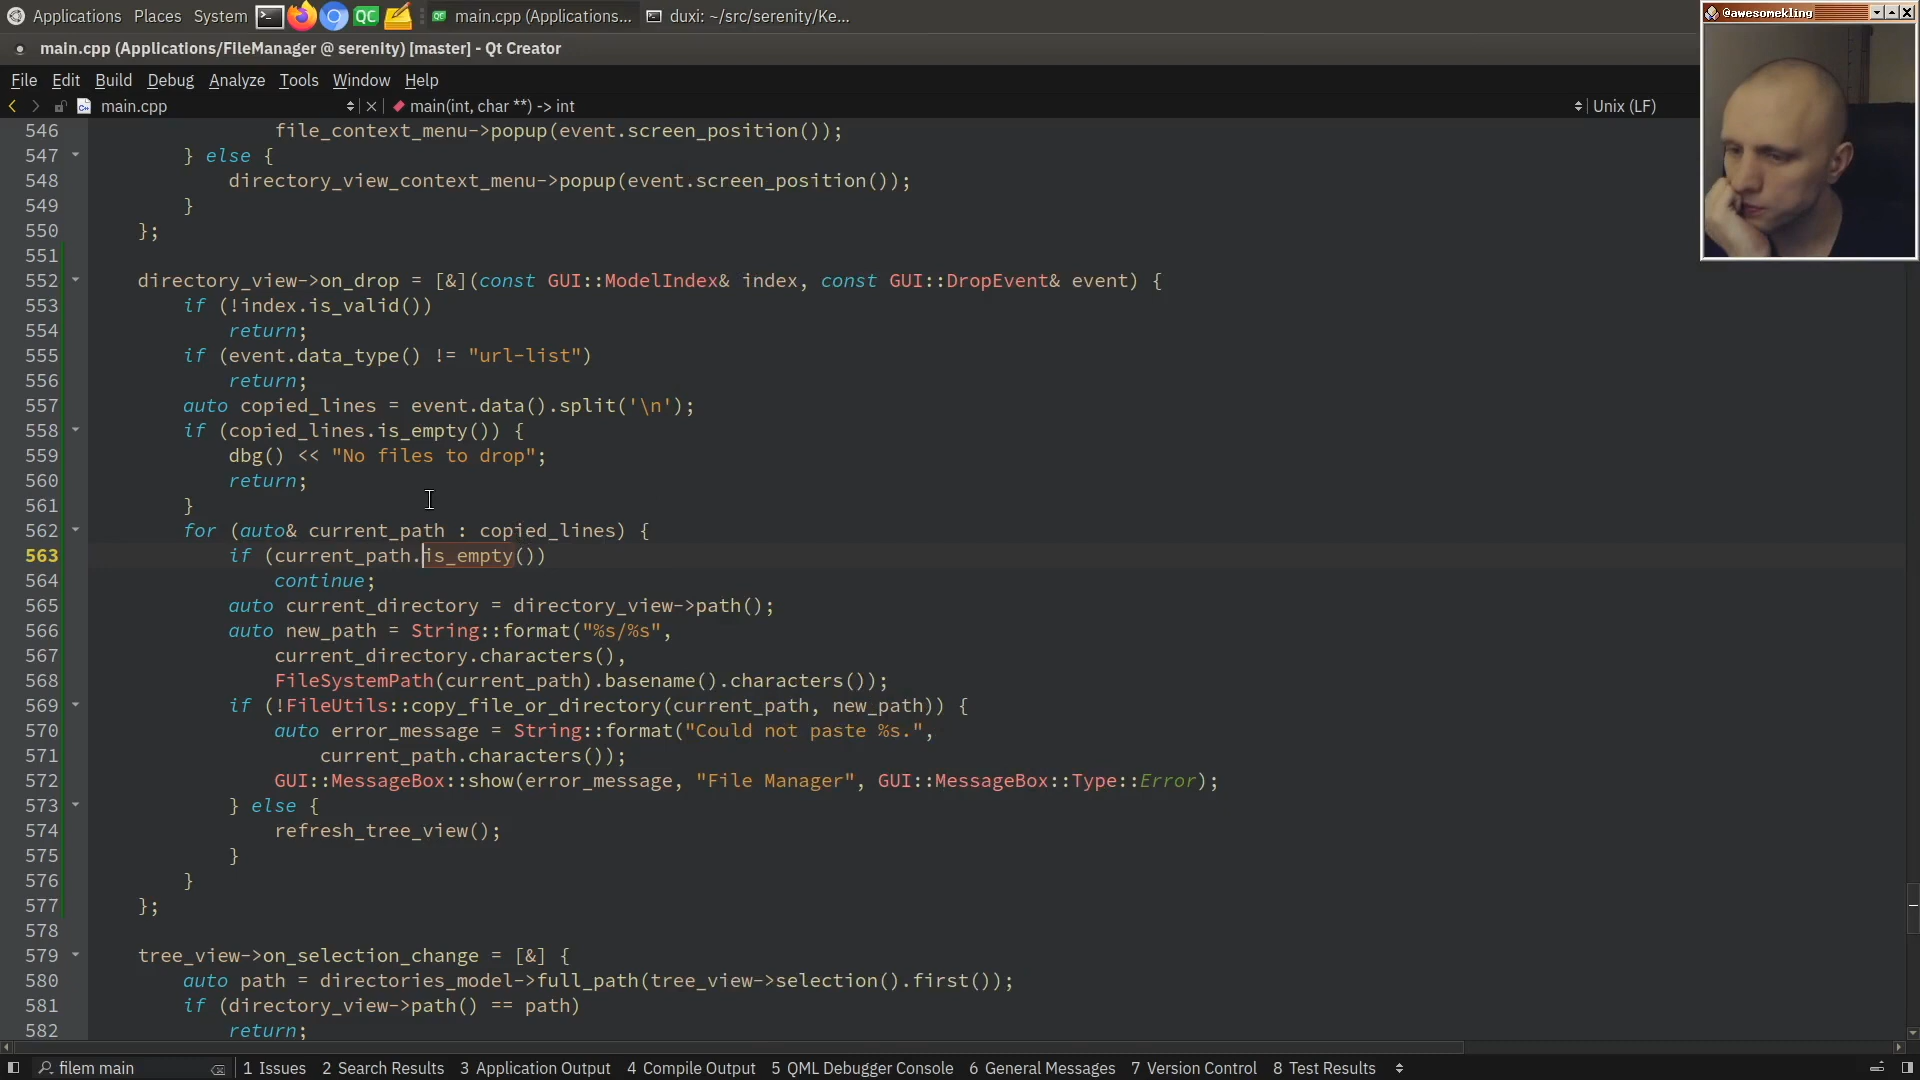 Applications Places System QC QC main.cpp (Applications... duxi: ~/src/serenity/Ke...
@awesomekling
main.cpp (Applications/FileManager @ serenity) [master] - Qt Creator
File Edit Build Debug Analyze Tools Window Help
main.cpp main(int, char **) -> int Unix (LF)
546 file_context_menu->popup(event.screen_position());
547 } else {
548 directory_view_context_menu->popup(event.screen_position());
549 }
550 };
551
552 directory_view->on_drop = [&](const GUI::ModelIndex& index, const GUI::DropEvent& event) {
553 if (!index.is_valid())
554 return;
555 if (event.data_type() != "url-list")
556 return;
557 auto copied_lines = event.data().split('\n');
558 if (copied_lines.is_empty()) {
559 dbg() << "No files to drop";
560 return;
561 }
562 for (auto& current_path : copied_lines) {
563 if (current_path.is_empty())
564 continue;
565 auto current_directory = directory_view->path();
566 auto new_path = String::format("%s/%s",
567 current_directory.characters(),
568 FileSystemPath(current_path).basename().characters());
569 if (!FileUtils::copy_file_or_directory(current_path, new_path)) {
570 auto error_message = String::format("Could not paste %s.",
571 current_path.characters());
572 GUI::MessageBox::show(error_message, "File Manager", GUI::MessageBox::Type::Error);
573 } else {
574 refresh_tree_view();
575 }
576 }
577 };
578
579 tree_view->on_selection_change = [&] {
580 auto path = directories_model->full_path(tree_view->selection().first());
581 if (directory_view->path() == path)
582 return;
filem main 1 Issues 2 Search Results 3 Application Output 4 Compile Output 5 QML Debugger Console 6 General Messages 7 Version Control 8 Test Results